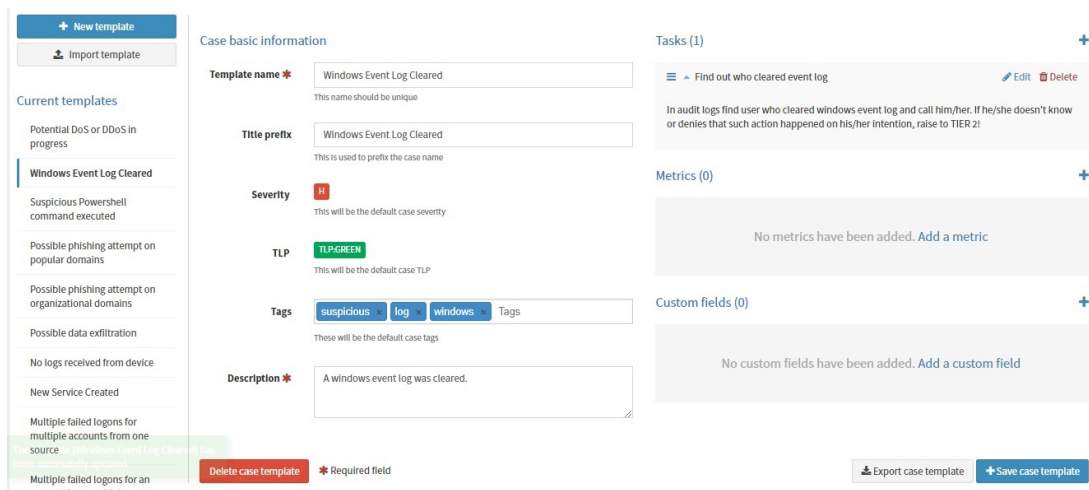 + New template
Import template
Current templates
Potential DoS or DDoS in
progress
Windows Event Log Cleared
Suspicious Powershell
command executed
Possible phishing attempt on
popular domains
Possible phishing attempt on
organizational domains
Possible data exfiltration
No logs received from device
New Service Created
Multiple failed logons for
multiple accounts from one
source
Multiple failed logons for an
Case basic information
Template name *
Windows Event Log Cleared
This name should be unique
Title prefix
Windows Event Log Cleared
This is used to prefix the case name
Severity
H
This will be the default case severity
TLP
TLP:GREEN
This will be the default case TLP
Tags
suspicious × log × windows × Tags
These will be the default case tags
Description *
A windows event log was cleared.
Delete case template
* Required field
Tasks (1)
+
Find out who cleared event log
Edit Delete
In audit logs find user who cleared windows event log and call him/her. If he/she doesn't know
or denies that such action happened on his/her intention, raise to TIER 2!
Metrics (0)
+
No metrics have been added. Add a metric
Custom fields (0)
+
No custom fields have been added. Add a custom field
Export case template
+ Save case template